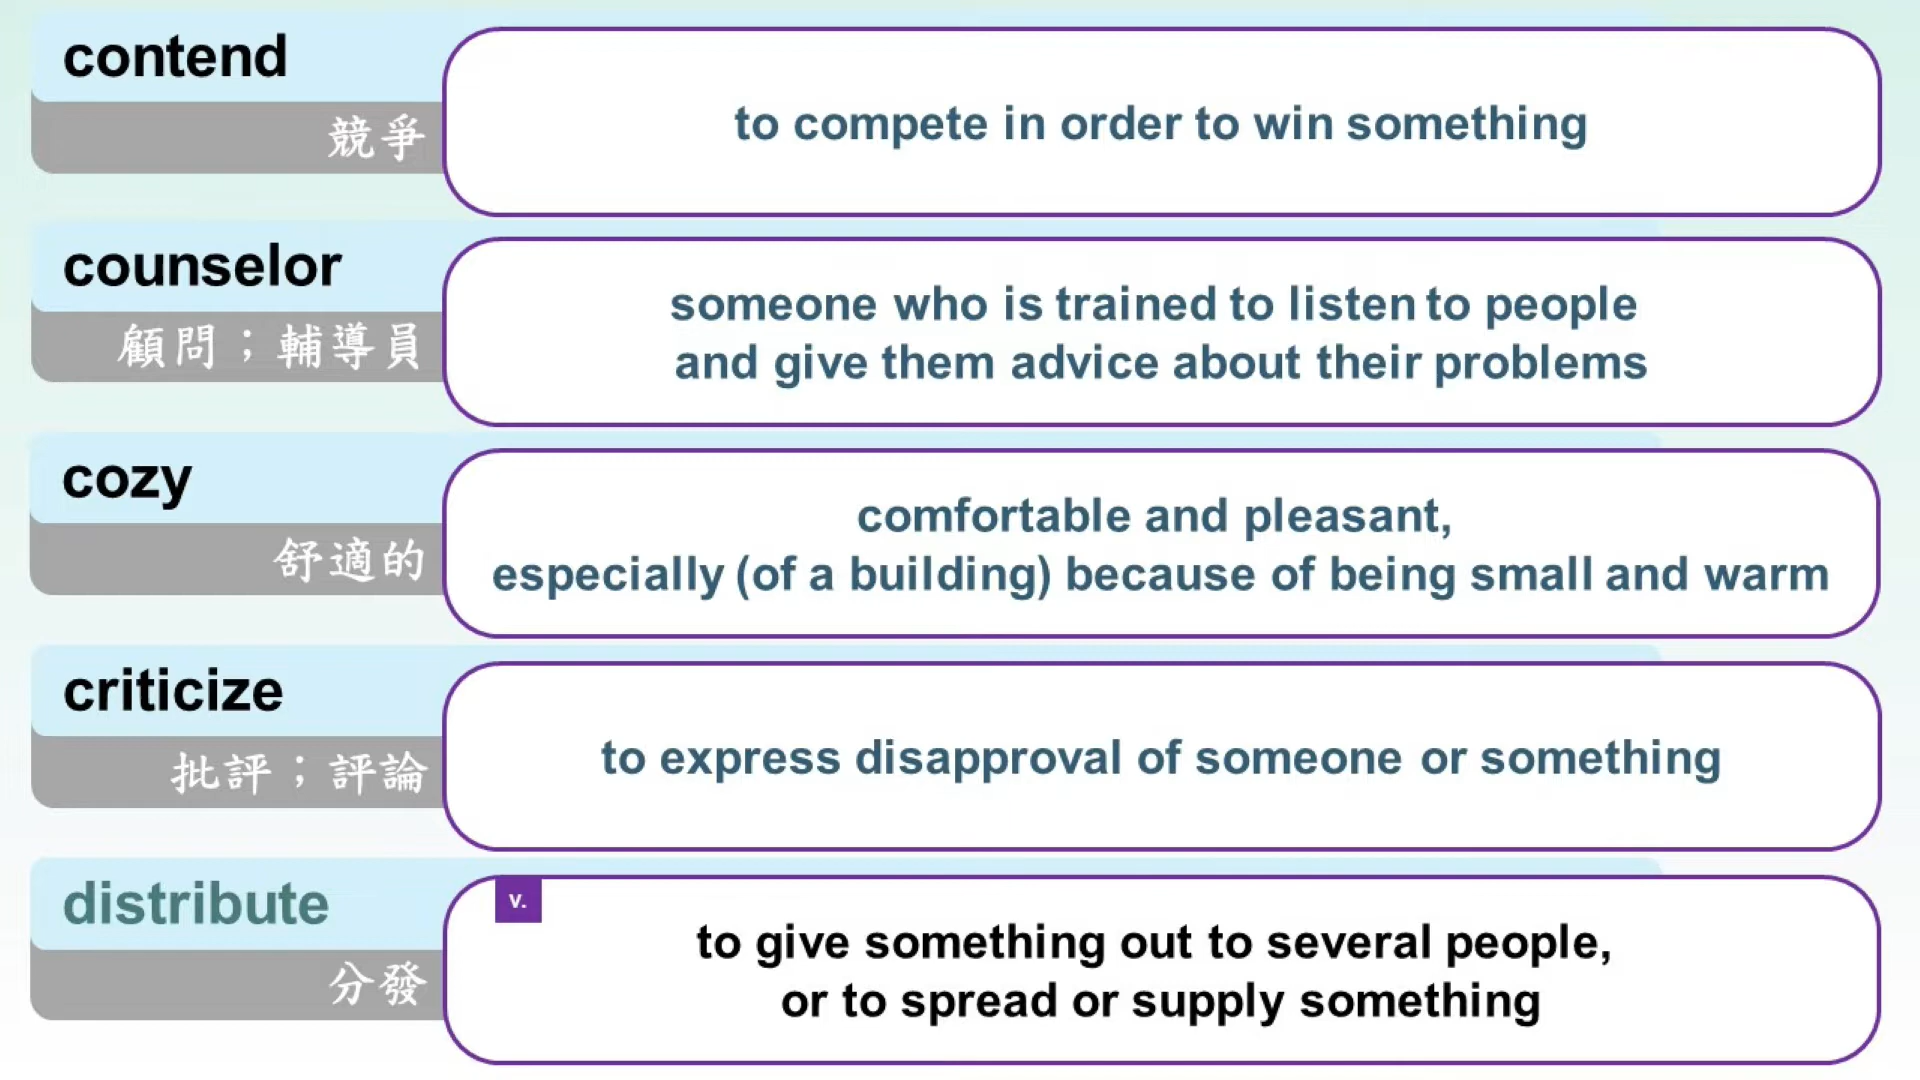 contend
競爭
to compete in order to win something
counselor
顧問；輔導員
someone who is trained to listen to people
and give them advice about their problems
cozy
舒適的
comfortable and pleasant,
especially (of a building) because of being small and warm
criticize
批評；評論
to express disapproval of someone or something
distribute
分發
v.
to give something out to several people,
or to spread or supply something